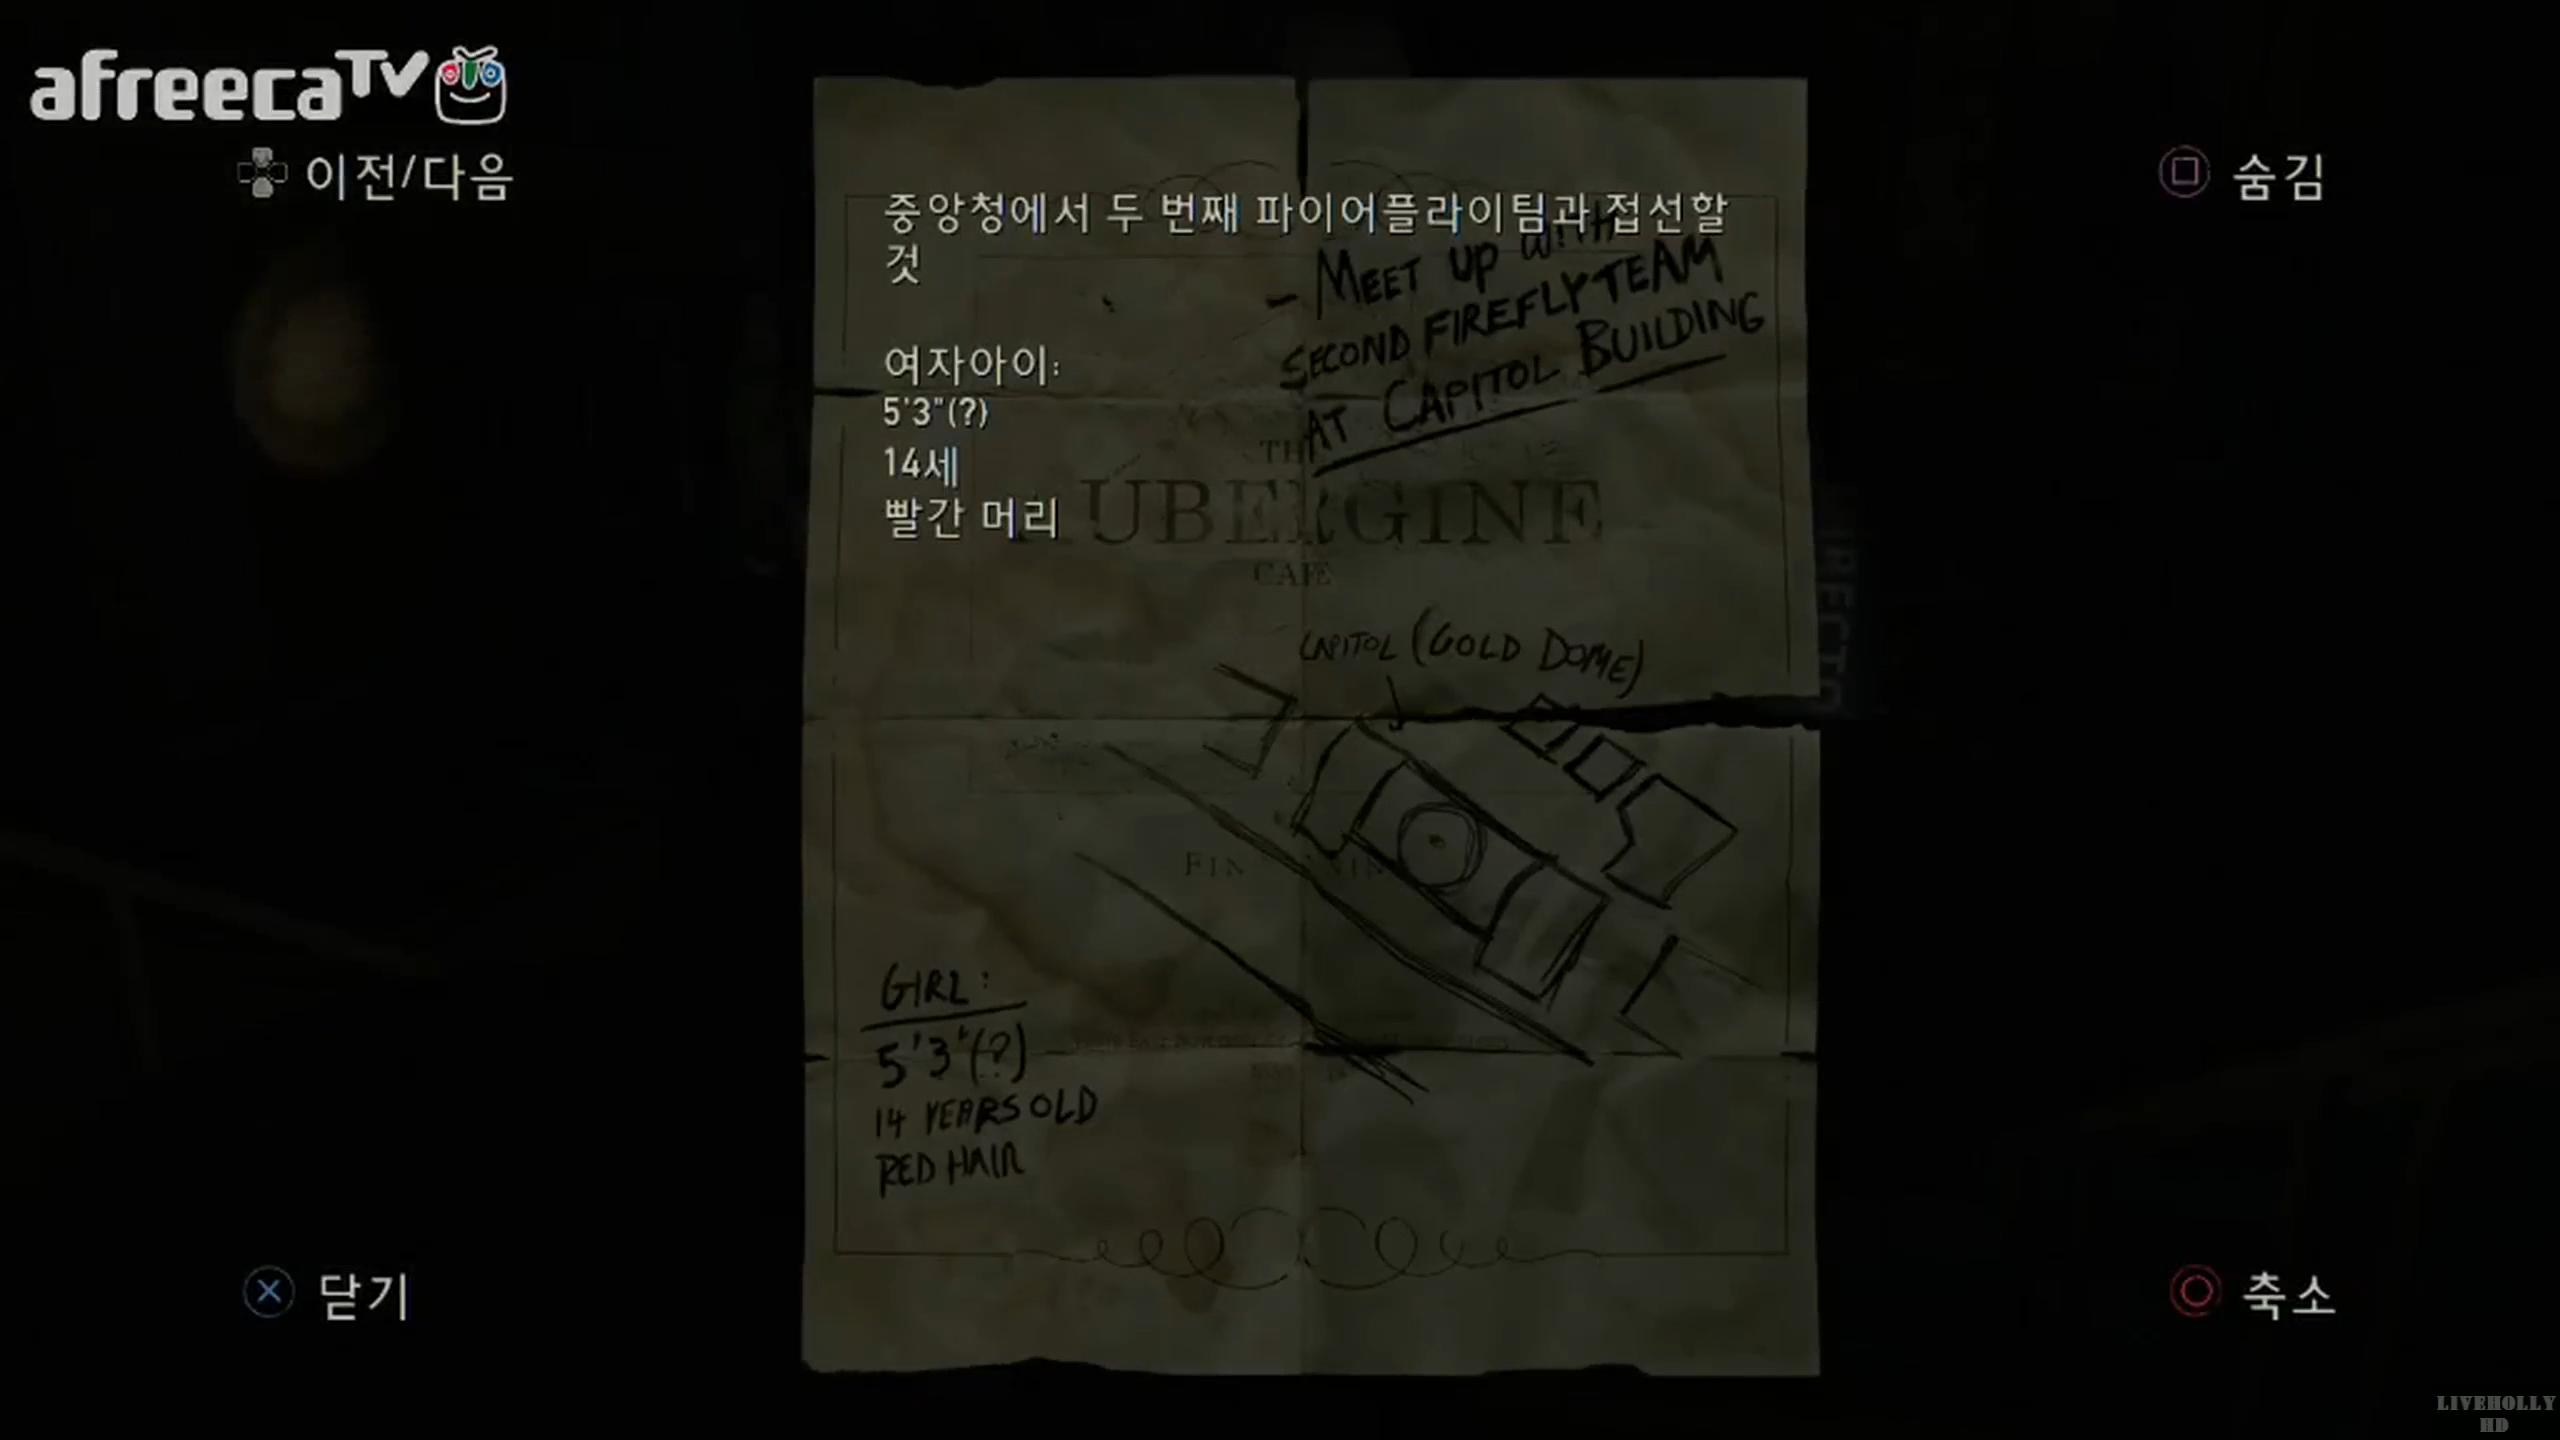 afreecaTV
이전/다음
숨김
중앙청에서 두 번째 파이어플라이팀과 접선할
것
여자아이:
5'3"(?)
14세
빨간 머리
- MEET UP WITH
SECOND FIREFLY TEAM
AT CAPITOL BUILDING
THE
AUBERGINE
CAFE
CAPITOL (GOLD DOME)
GIRL:
5'3"(?)
14 YEARS OLD
RED HAIR
닫기
축소
LIVEHOLLY
HD